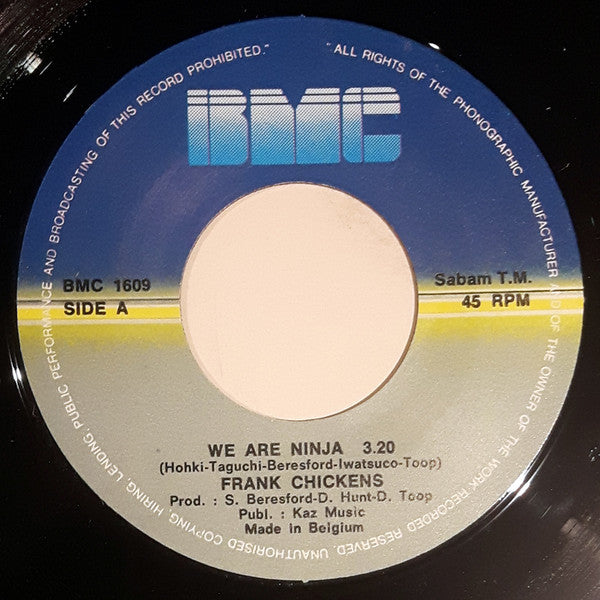 "ALL RIGHTS OF THE PHONOGRAPHIC MANUFACTURER AND OF THE OWNER OF THE WORK RECORDED RESERVED. UNAUTHORISED COPYING, HIRING, LENDING, PUBLIC PERFORMANCE AND BROADCASTING OF THIS RECORD PROHIBITED."
BMC
BMC 1609
SIDE A
Sabam T.M.
45 RPM
WE ARE NINJA 3.20
(Hohki-Taguchi-Beresford-Iwatsuco-Toop)
FRANK CHICKENS
Prod. : S. Beresford-D. Hunt-D. Toop
Publ. : Kaz Music
Made in Belgium